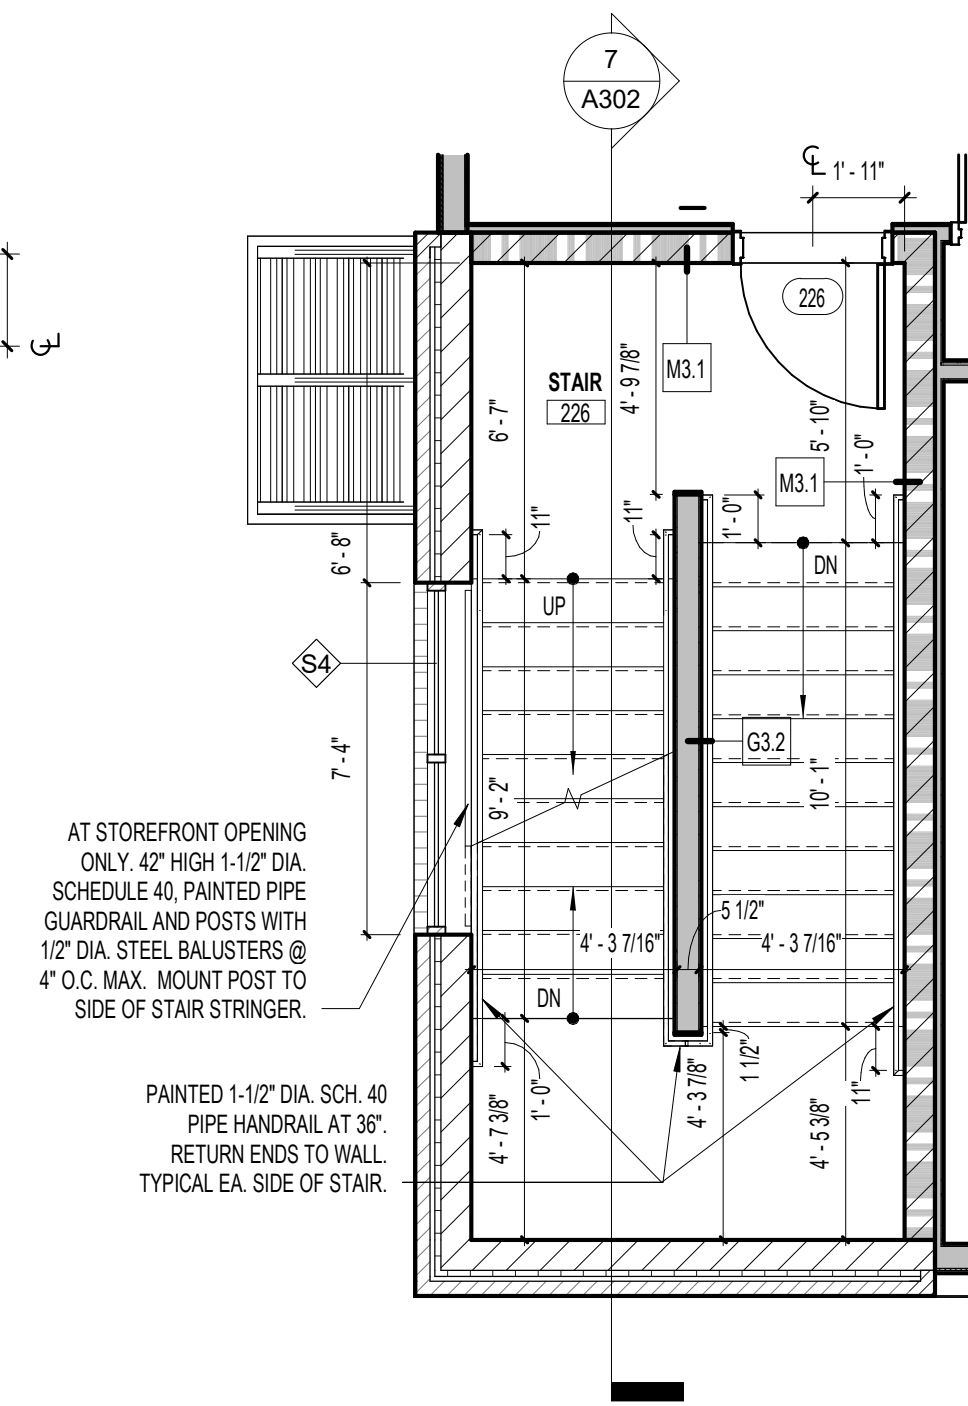 7
A302
℄ 1' - 11"
℄
226
M3.1
STAIR
226
4' - 9 7/8"
6' - 7"
5' - 10"
M3.1
1' - 0"
1' - 0"
11"
11"
6' - 8"
UP
DN
S4
G3.2
7' - 4"
9' - 2"
10' - 1"
AT STOREFRONT OPENING
ONLY. 42" HIGH 1-1/2" DIA.
SCHEDULE 40, PAINTED PIPE
GUARDRAIL AND POSTS WITH
1/2" DIA. STEEL BALUSTERS @
4" O.C. MAX. MOUNT POST TO
SIDE OF STAIR STRINGER.
5 1/2"
4' - 3 7/16"
4' - 3 7/16"
DN
PAINTED 1-1/2" DIA. SCH. 40
PIPE HANDRAIL AT 36".
RETURN ENDS TO WALL.
TYPICAL EA. SIDE OF STAIR.
4' - 7 3/8"
1' - 0"
4' - 3 7/8"
1 1/2"
4' - 5 3/8"
11"